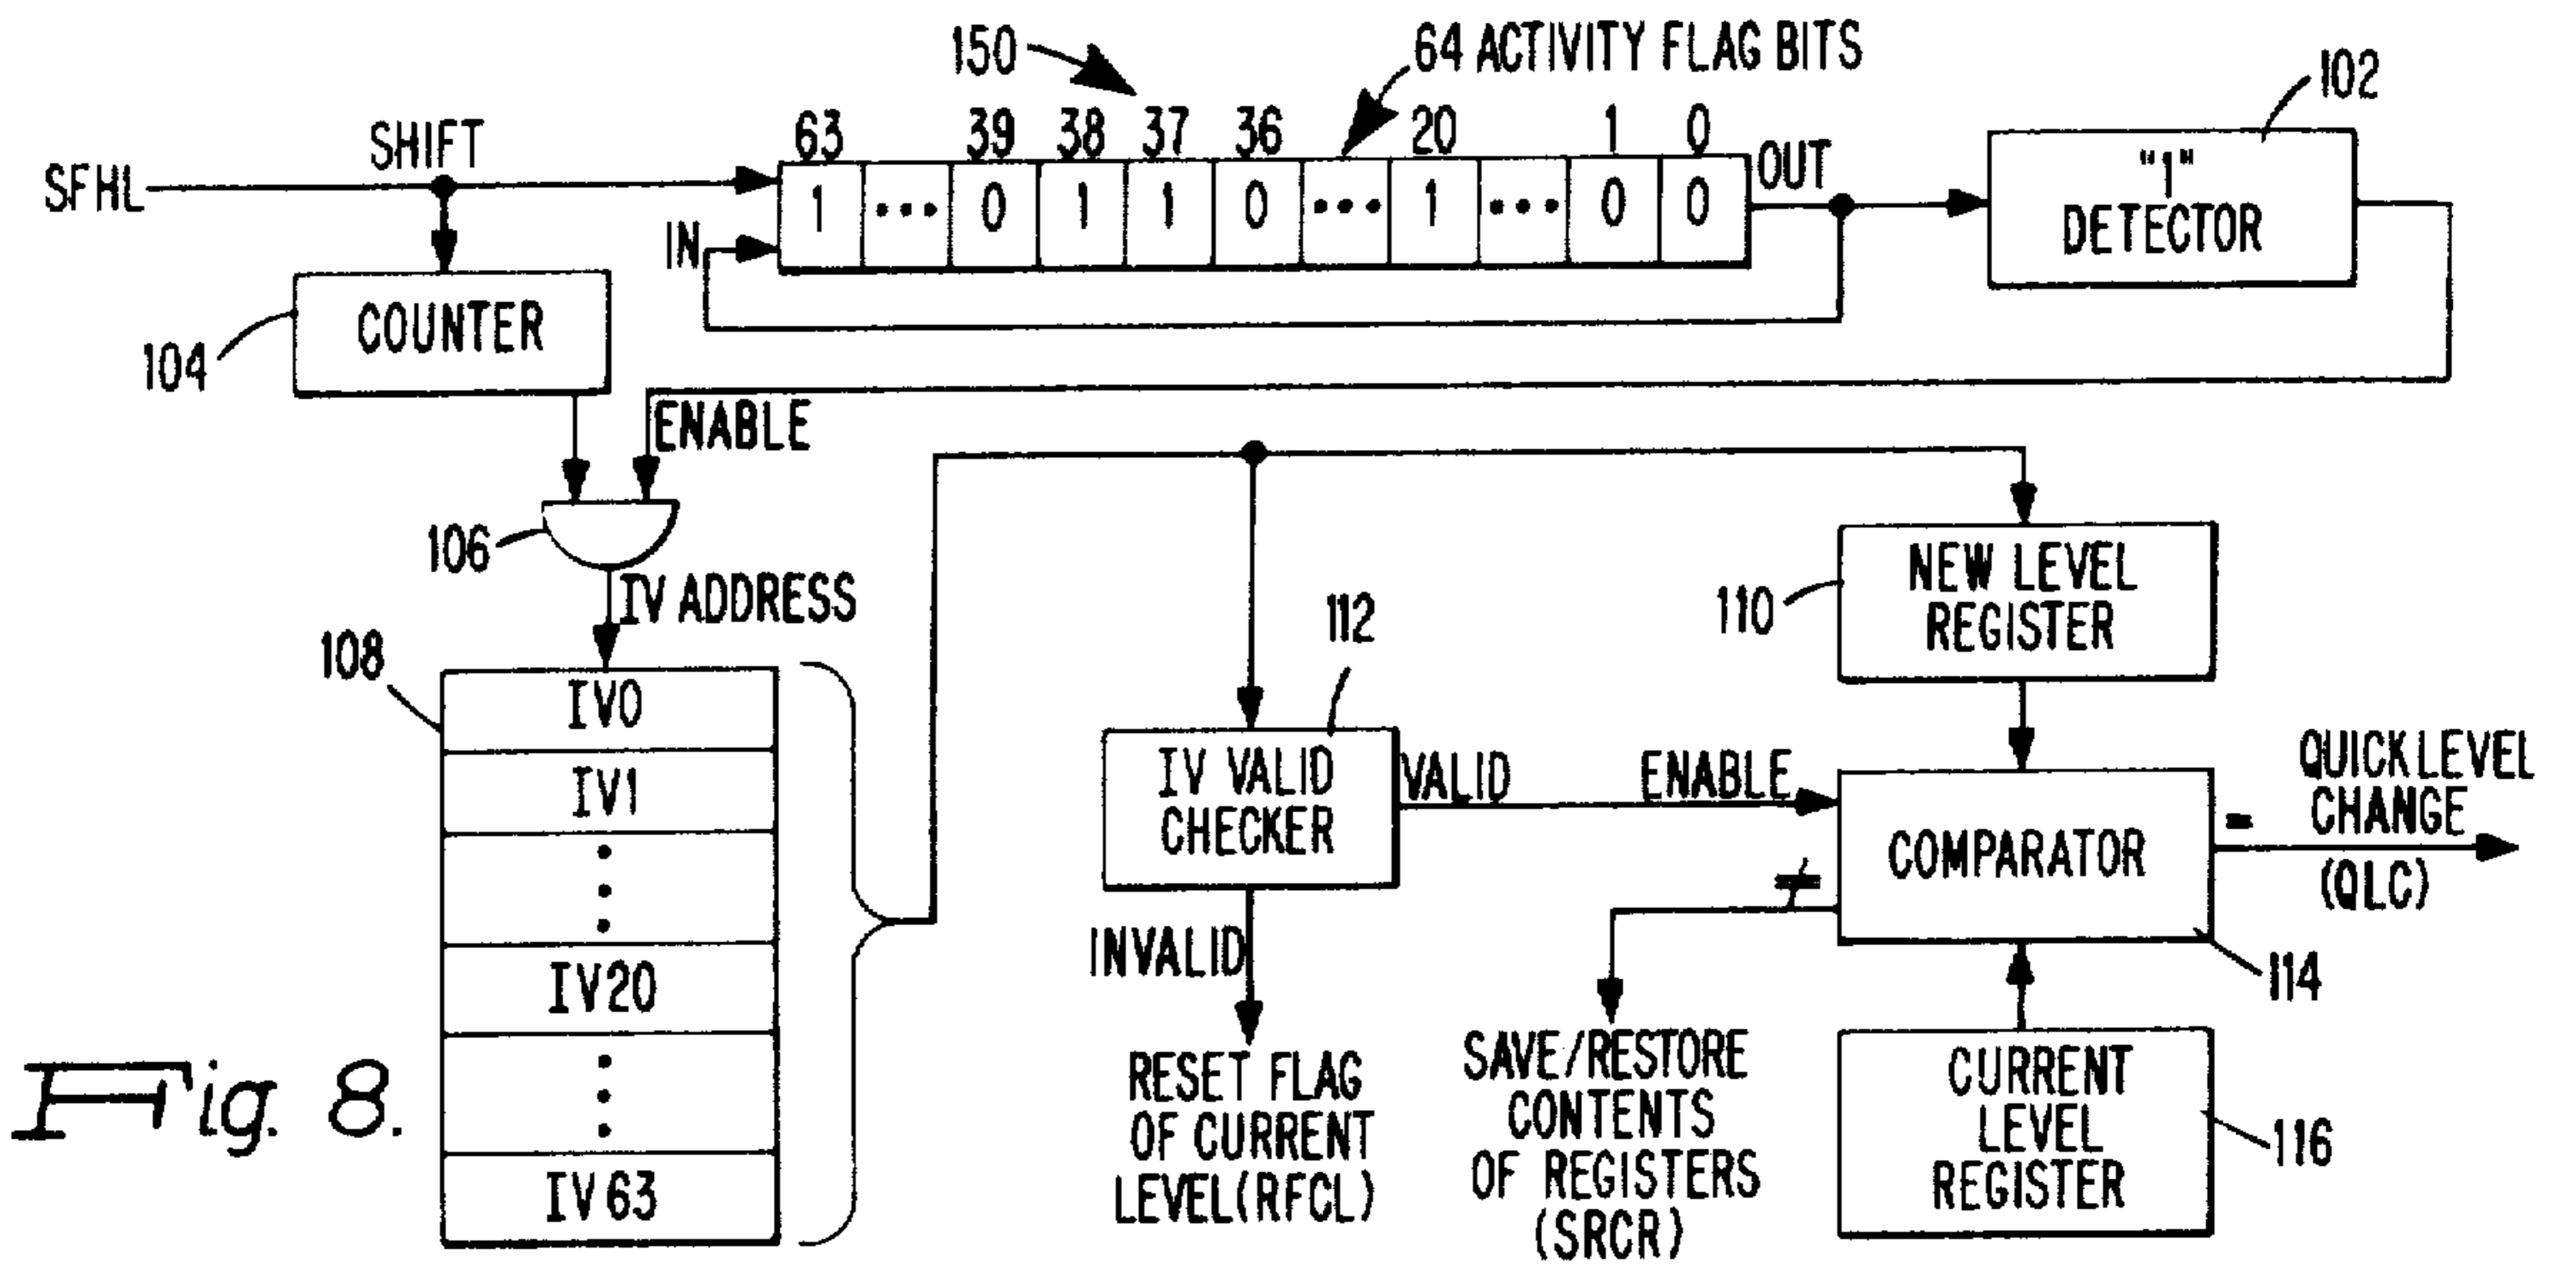 150
64 ACTIVITY FLAG BITS
102
63 39 38 37 36 20 1 0
SFHL
SHIFT
1 ... 0 1 1 0 ... 1 ... 0 0
OUT
IN
"1"
DETECTOR
COUNTER
104
ENABLE
106
IV ADDRESS
108
IV0
IV1
IV20
IV63
NEW LEVEL
REGISTER
110
112
IV VALID
CHECKER
VALID
ENABLE
INVALID
RESET FLAG
OF CURRENT
LEVEL(RFCL)
COMPARATOR
=
≠
QUICK LEVEL
CHANGE
(QLC)
114
SAVE/RESTORE
CONTENTS
OF REGISTERS
(SRCR)
CURRENT
LEVEL
REGISTER
116
Fig. 8.